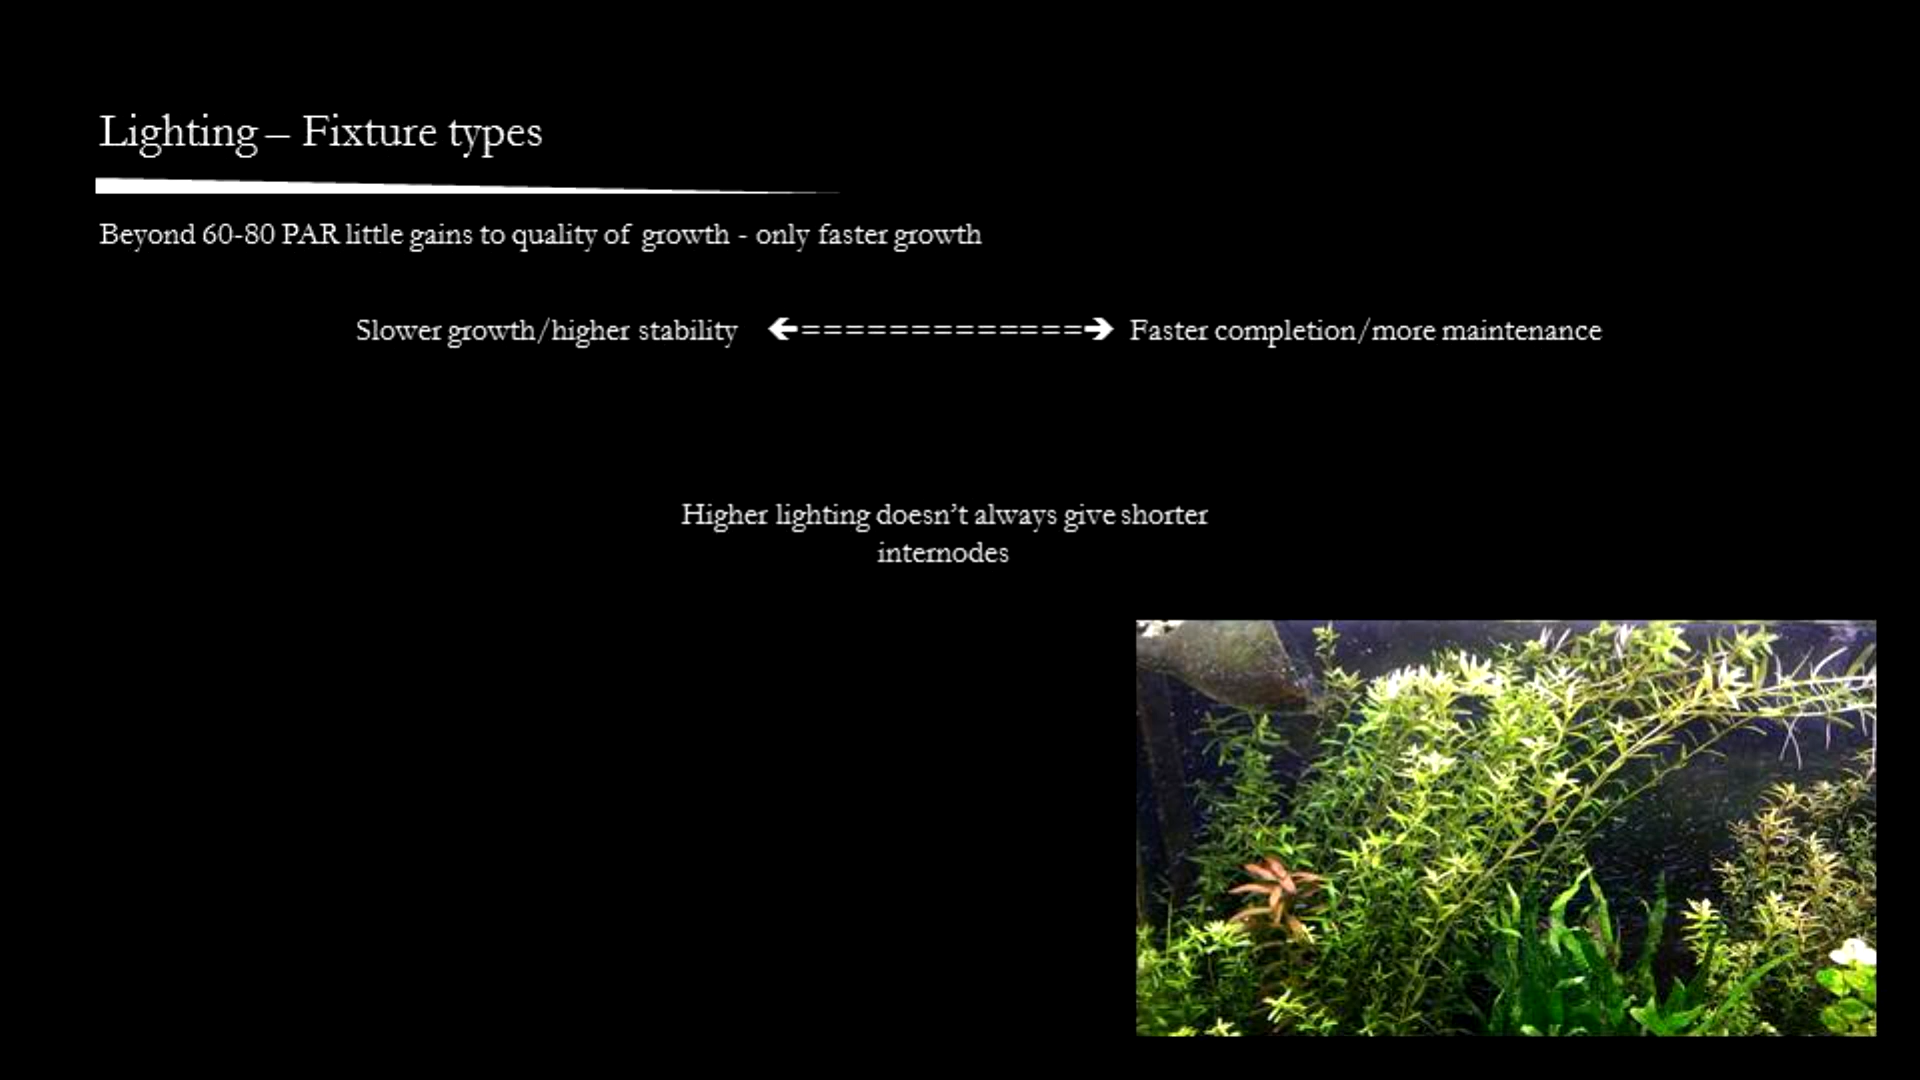 Lighting – Fixture types
Beyond 60-80 PAR little gains to quality of growth - only faster growth
Slower growth/higher stability 🡨=============🡪 Faster completion/more maintenance
Higher lighting doesn’t always give shorter
internodes